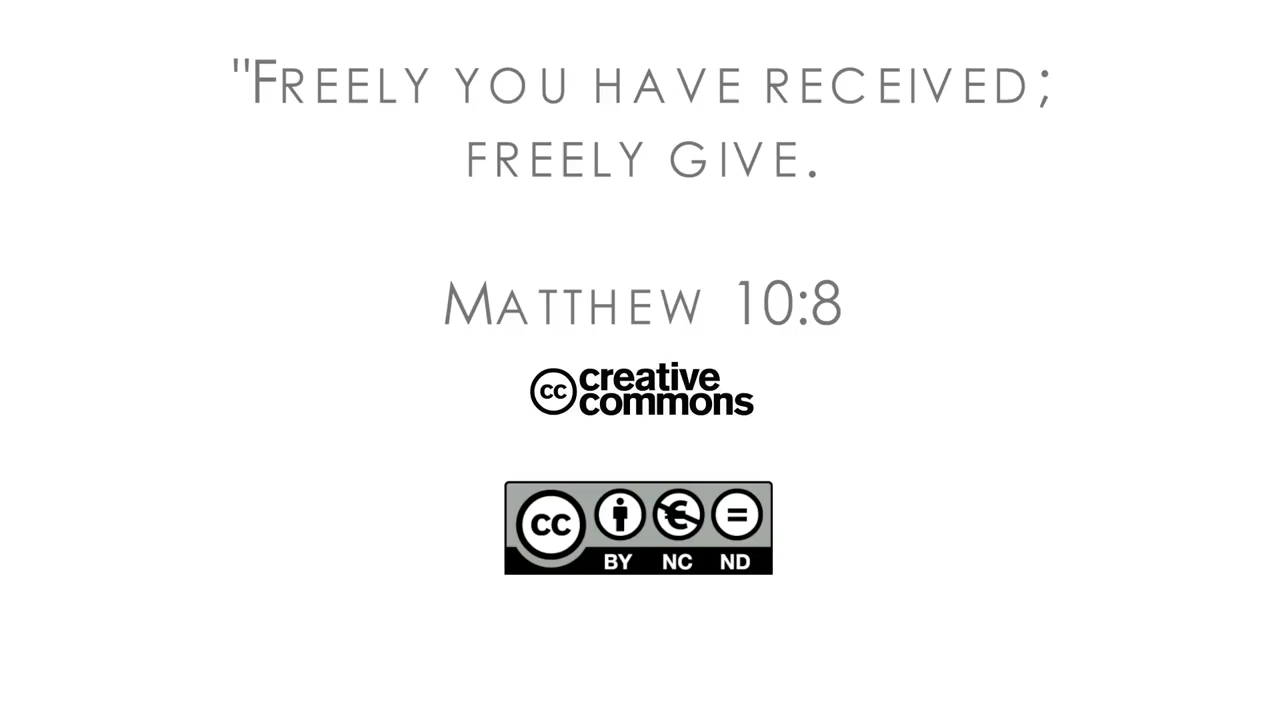 "FREELY YOU HAVE RECEIVED;
FREELY GIVE.
MATTHEW 10:8
cc creative
commons
cc
BY NC ND